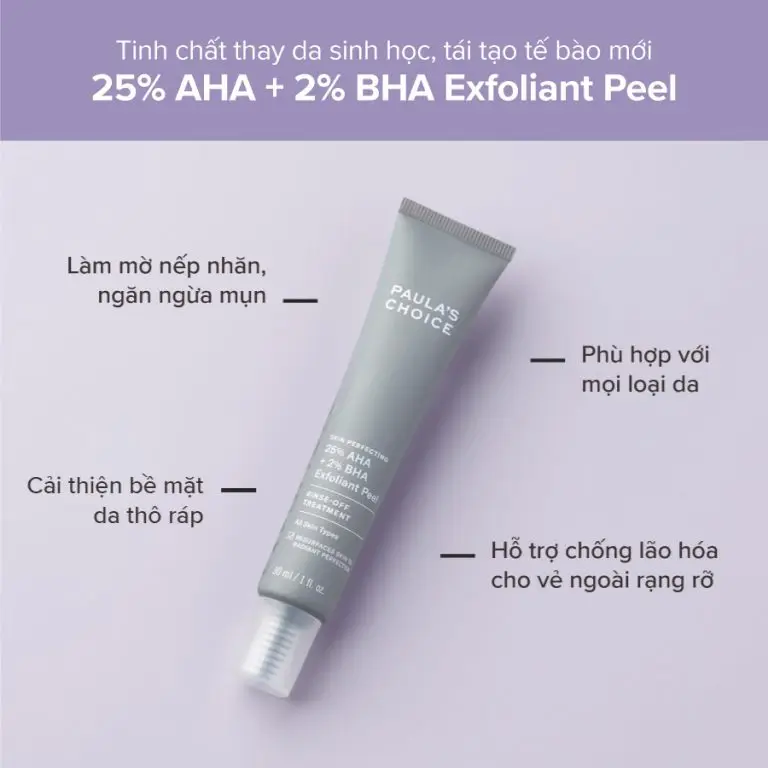 Tinh chất thay da sinh học, tái tạo tế bào mới
25% AHA + 2% BHA Exfoliant Peel
Làm mờ nếp nhăn,
ngăn ngừa mụn
Phù hợp với
mọi loại da
Cải thiện bề mặt
da thô ráp
Hỗ trợ chống lão hóa
cho vẻ ngoài rạng rỡ
PAULA'S
CHOICE
SKIN PERFECTING
25% AHA
+ 2% BHA
Exfoliant Peel
RINSE-OFF
TREATMENT
All Skin Types
RESURFACES SKIN
RADIANT
30 ml / 1 fl. oz.